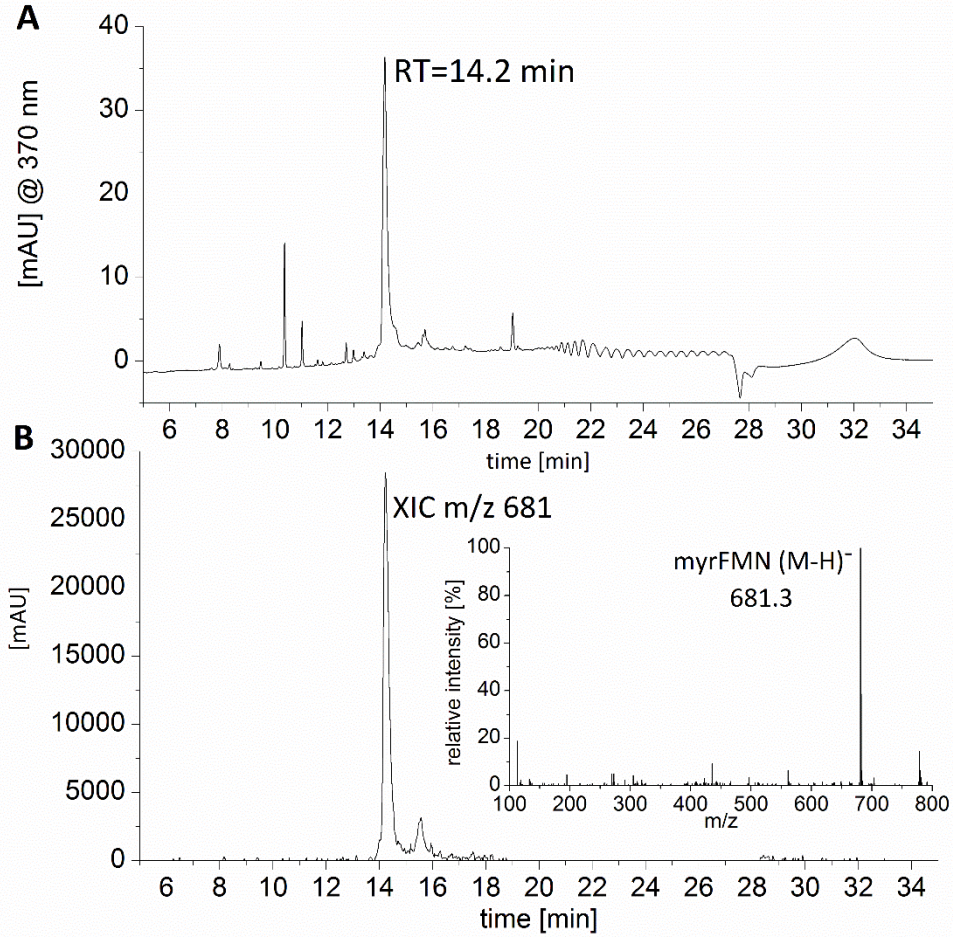 A
[mAU] @ 370 nm
40
30
20
10
0
RT=14.2 min
6 8 10 12 14 16 18 20 22 24 26 28 30 32 34
time [min]
B
[mAU]
30000
25000
20000
15000
10000
5000
0
XIC m/z 681
relative intensity [%]
100
80
60
40
20
0
myrFMN (M-H)⁻
681.3
100 200 300 400 500 600 700 800
m/z
6 8 10 12 14 16 18 20 22 24 26 28 30 32 34
time [min]